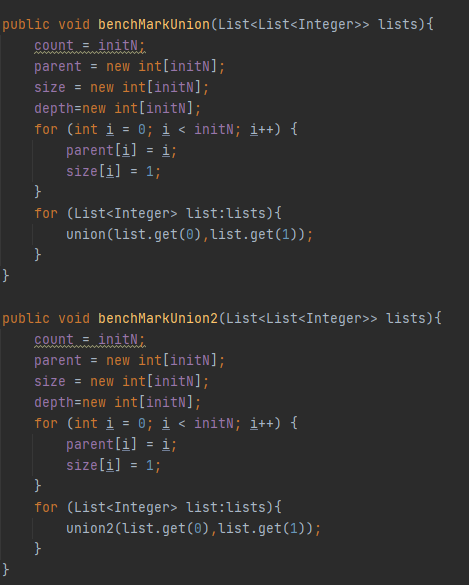 public void benchMarkUnion(List<List<Integer>> lists){
    count = initN;
    parent = new int[initN];
    size = new int[initN];
    depth=new int[initN];
    for (int i = 0; i < initN; i++) {
        parent[i] = i;
        size[i] = 1;
    }
    for (List<Integer> list:lists){
        union(list.get(0),list.get(1));
    }
}
public void benchMarkUnion2(List<List<Integer>> lists){
    count = initN;
    parent = new int[initN];
    size = new int[initN];
    depth=new int[initN];
    for (int i = 0; i < initN; i++) {
        parent[i] = i;
        size[i] = 1;
    }
    for (List<Integer> list:lists){
        union2(list.get(0),list.get(1));
    }
}